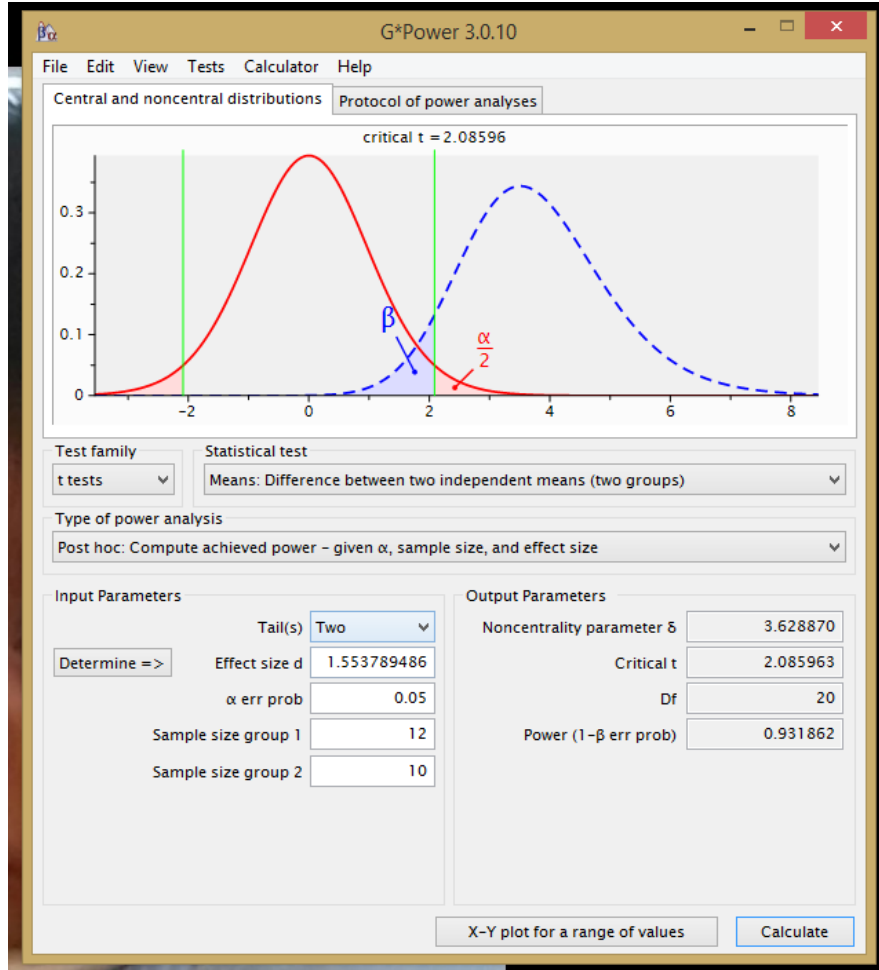 G*Power 3.0.10
File Edit View Tests Calculator Help
Central and noncentral distributions Protocol of power analyses
critical t = 2.08596
0.3
0.2
0.1
0
β
α
2
-2 0 2 4 6 8
Test family Statistical test
t tests Means: Difference between two independent means (two groups)
Type of power analysis
Post hoc: Compute achieved power – given α, sample size, and effect size
Input Parameters Output Parameters
Tail(s) Two Noncentrality parameter δ 3.628870
Determine => Effect size d 1.553789486 Critical t 2.085963
α err prob 0.05 Df 20
Sample size group 1 12 Power (1-β err prob) 0.931862
Sample size group 2 10
X-Y plot for a range of values Calculate